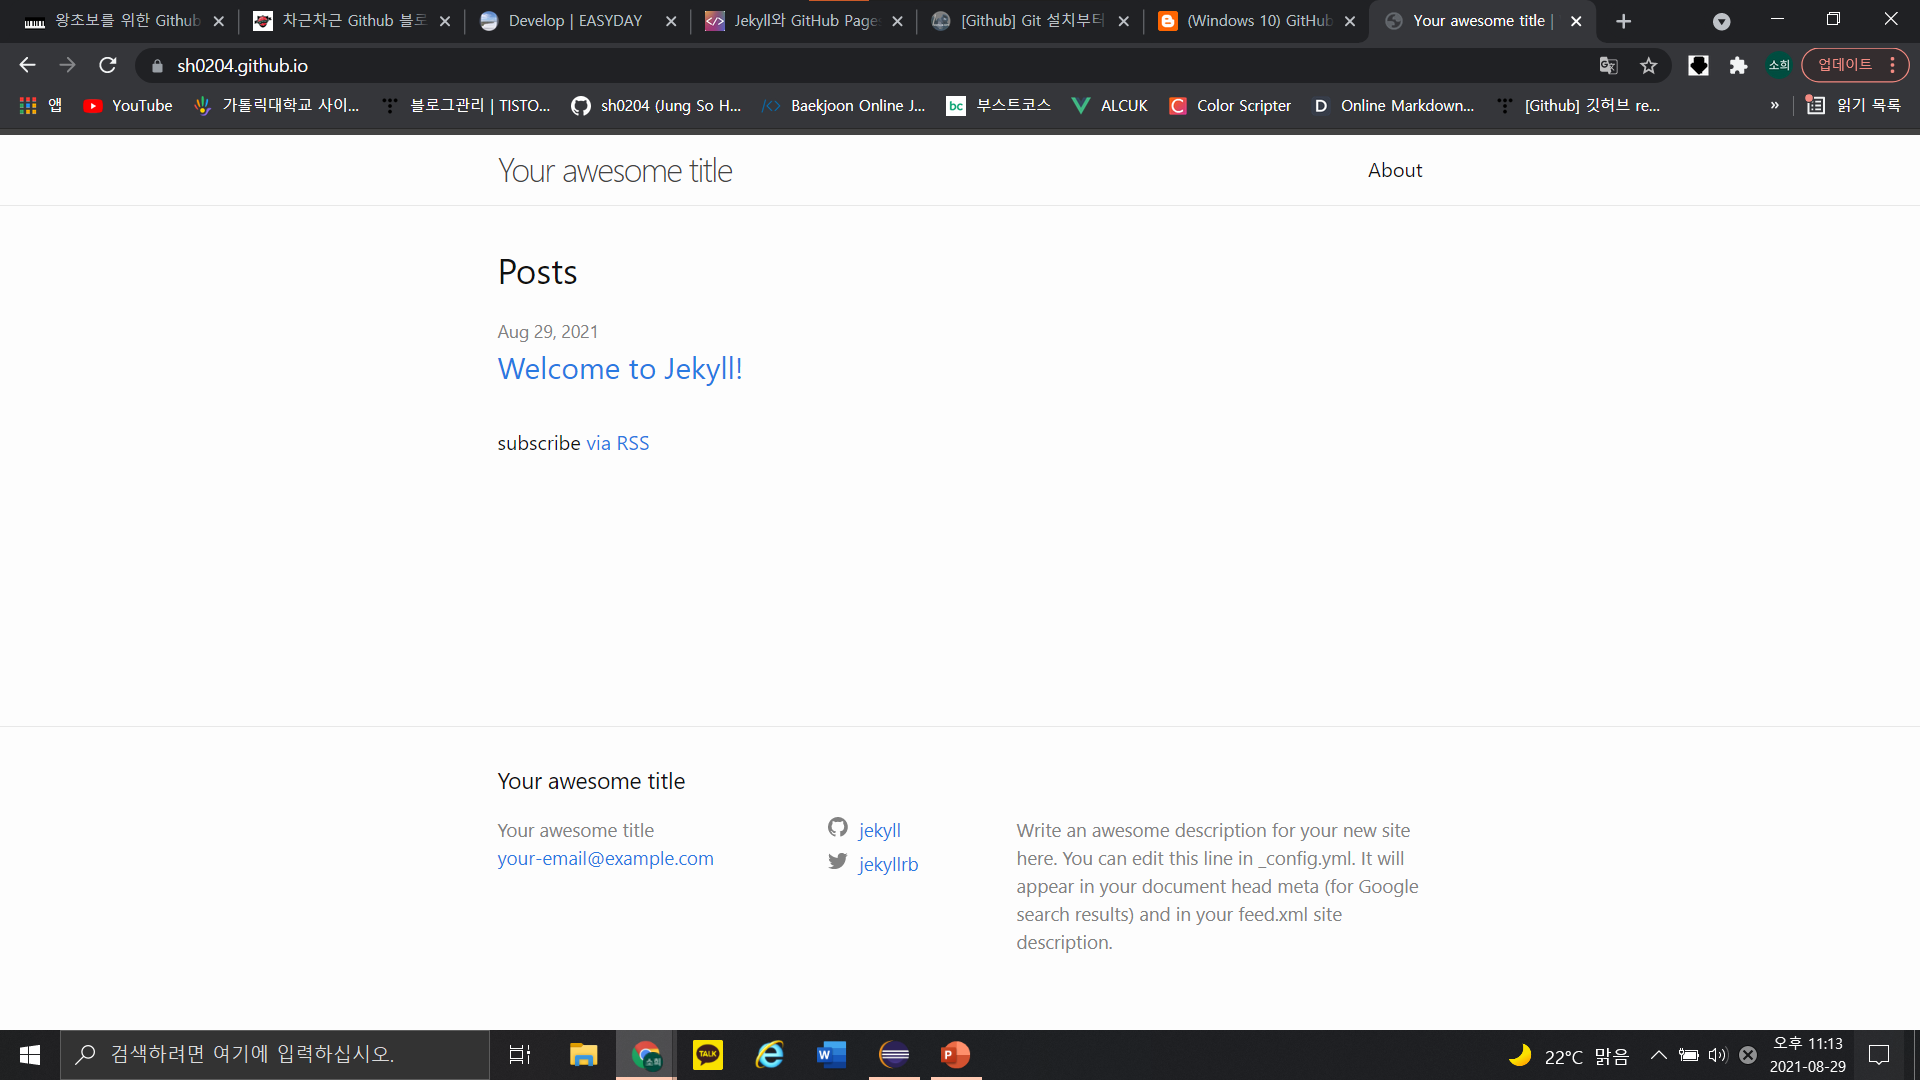 왕초보를 위한 Github
차근차근 Github 블로
Develop | EASYDAY
Jekyll와 GitHub Page
[Github] Git 설치부터
(Windows 10) GitHub
Your awesome title |
sh0204.github.io
소희
업데이트
앱
YouTube
가톨릭대학교 사이...
블로그관리 | TISTO...
sh0204 (Jung So H...
Baekjoon Online J...
bc 부스트코스
ALCUK
C Color Scripter
D Online Markdown...
[Github] 깃허브 re...
»
읽기 목록
Your awesome title
About
Posts
Aug 29, 2021
Welcome to Jekyll!
subscribe via RSS
Your awesome title
Your awesome title
your-email@example.com
jekyll
jekyllrb
Write an awesome description for your new site
here. You can edit this line in _config.yml. It will
appear in your document head meta (for Google
search results) and in your feed.xml site
description.
검색하려면 여기에 입력하십시오.
소희
TALK
W
P
22°C 맑음
오후 11:13
2021-08-29